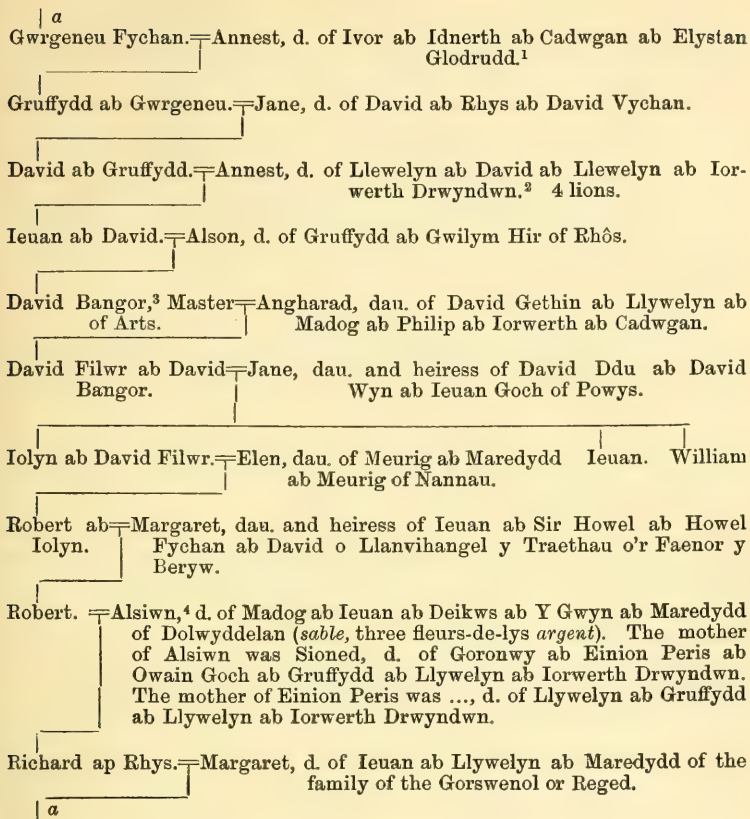 a
Gwrgeneu Fychan.=Annest, d. of Ivor ab Idnerth ab Cadwgan ab Elystan
Glodrudd.¹
Gruffydd ab Gwrgeneu.=Jane, d. of David ab Rhys ab David Vychan.
David ab Gruffydd.=Annest, d. of Llewelyn ab David ab Llewelyn ab Ior-
werth Drwyndwn.² 4 lions.
Ieuan ab David.=Alson, d. of Gruffydd ab Gwilym Hir of Rhôs.
David Bangor,³ Master=Angharad, dau. of David Gethin ab Llywelyn ab
of Arts. Madog ab Philip ab Iorwerth ab Cadwgan.
David Filwr ab David=Jane, dau. and heiress of David Ddu ab David
Bangor. Wyn ab Ieuan Goch of Powys.
Iolyn ab David Filwr.=Elen, dau. of Meurig ab Maredydd Ieuan. William
ab Meurig of Nannau.
Robert ab=Margaret, dau. and heiress of Ieuan ab Sir Howel ab Howel
Iolyn. Fychan ab David o Llanvihangel y Traethau o'r Faenor y
Beryw.
Robert. =Alsiwn,⁴ d. of Madog ab Ieuan ab Deikws ab Y Gwyn ab Maredydd
of Dolwyddelan (sable, three fleurs-de-lys argent). The mother
of Alsiwn was Sioned, d. of Goronwy ab Einion Peris ab
Owain Goch ab Gruffydd ab Llywelyn ab Iorwerth Drwyndwn.
The mother of Einion Peris was ..., d. of Llywelyn ab Gruffydd
ab Llywelyn ab Iorwerth Drwyndwn.
Richard ap Rhys.=Margaret, d. of Ieuan ab Llywelyn ab Maredydd of the
family of the Gorswenol or Reged.
a